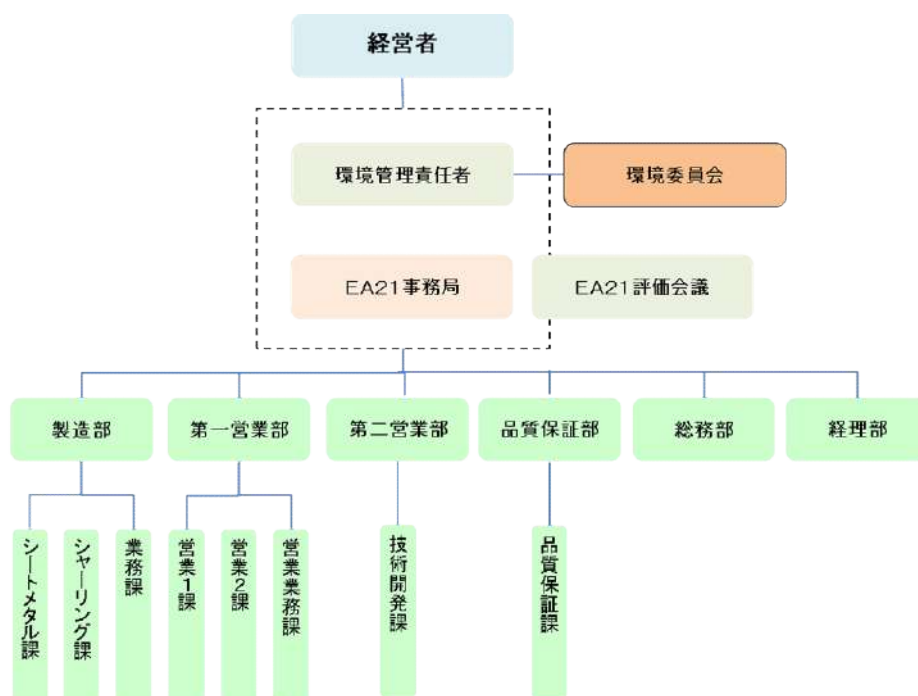 経営者
環境管理責任者
環境委員会
EA21事務局
EA21評価会議
製造部
第一営業部
第二営業部
品質保証部
総務部
経理部
シートメタル課
シャーリング課
業務課
営業1課
営業2課
営業業務課
技術開発課
品質保証課